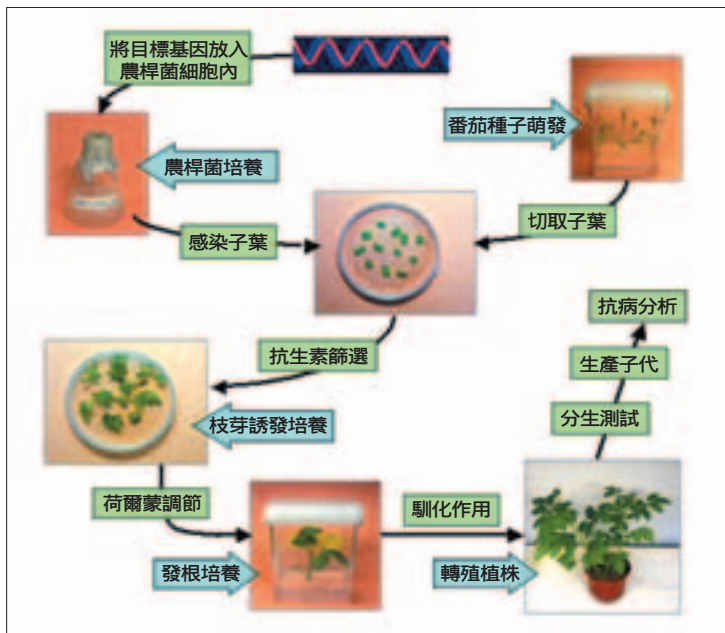 將目標基因放入
農桿菌細胞內
番茄種子萌發
農桿菌培養
感染子葉
切取子葉
抗病分析
抗生素篩選
生產子代
枝芽誘發培養
分生測試
荷爾蒙調節
馴化作用
發根培養
轉殖植株